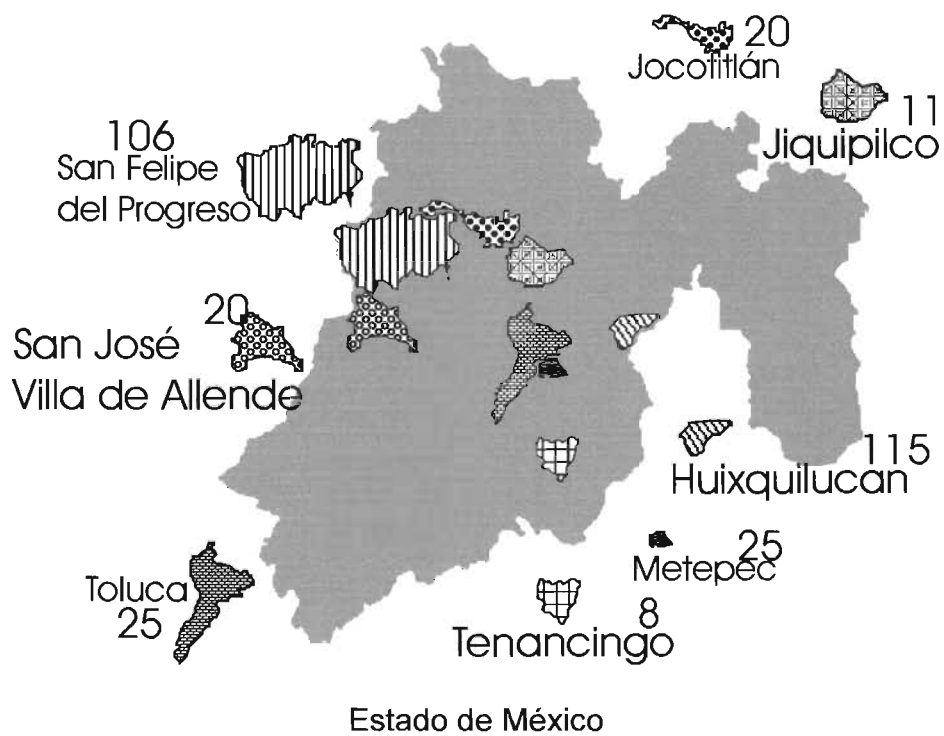 20
Jocotitlán
11
Jiquipilco
106
San Felipe
del Progreso
20
San José
Villa de Allende
115
Huixquilucan
25
Metepec
Toluca
25
8
Tenancingo
Estado de México